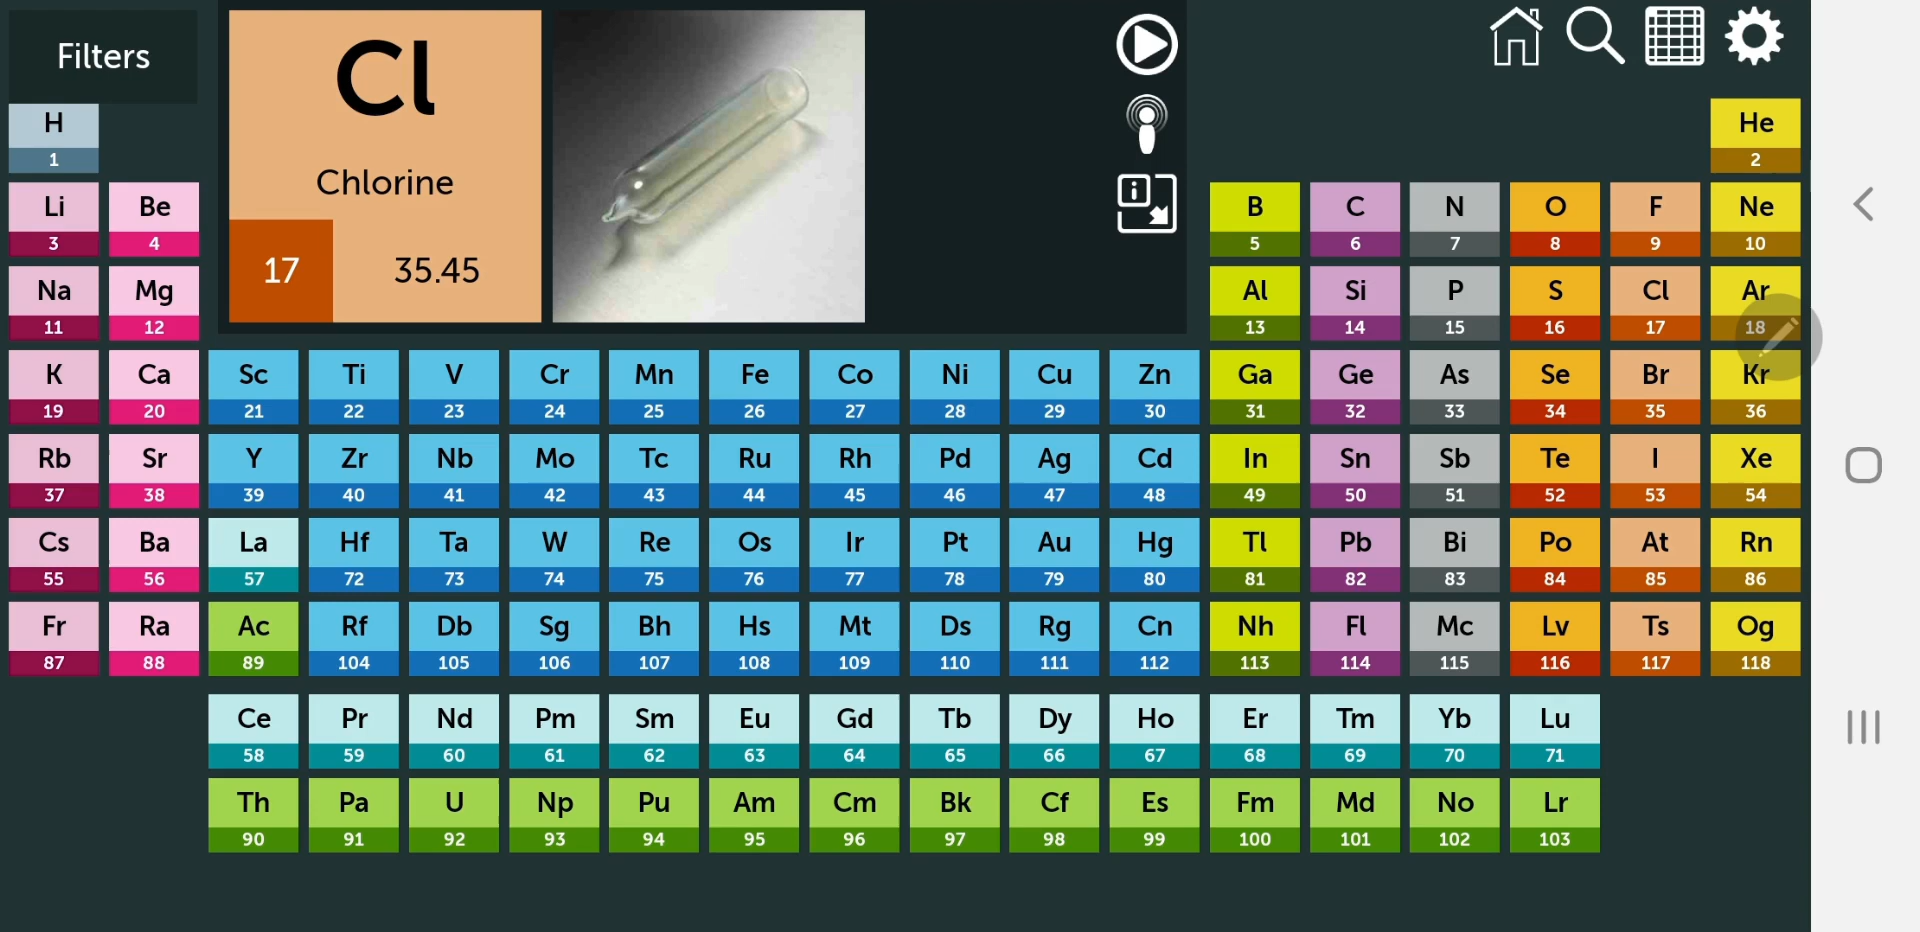 Filters
Cl
Chlorine
17 35.45
H He
1 2
Li Be B C N O F Ne
3 4 5 6 7 8 9 10
Na Mg Al Si P S Cl Ar
11 12 13 14 15 16 17 18
K Ca Sc Ti V Cr Mn Fe Co Ni Cu Zn Ga Ge As Se Br Kr
19 20 21 22 23 24 25 26 27 28 29 30 31 32 33 34 35 36
Rb Sr Y Zr Nb Mo Tc Ru Rh Pd Ag Cd In Sn Sb Te I Xe
37 38 39 40 41 42 43 44 45 46 47 48 49 50 51 52 53 54
Cs Ba La Hf Ta W Re Os Ir Pt Au Hg Tl Pb Bi Po At Rn
55 56 57 72 73 74 75 76 77 78 79 80 81 82 83 84 85 86
Fr Ra Ac Rf Db Sg Bh Hs Mt Ds Rg Cn Nh Fl Mc Lv Ts Og
87 88 89 104 105 106 107 108 109 110 111 112 113 114 115 116 117 118
Ce Pr Nd Pm Sm Eu Gd Tb Dy Ho Er Tm Yb Lu
58 59 60 61 62 63 64 65 66 67 68 69 70 71
Th Pa U Np Pu Am Cm Bk Cf Es Fm Md No Lr
90 91 92 93 94 95 96 97 98 99 100 101 102 103